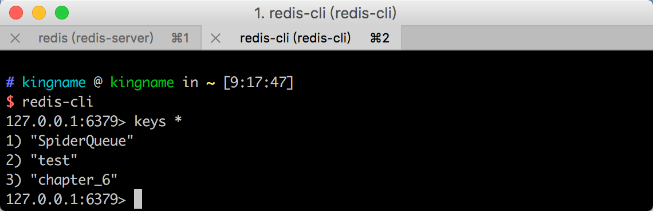 1. redis-cli (redis-cli)
redis (redis-server) ⌘1
redis-cli (redis-cli) ⌘2
# kingname @ kingname in ~ [9:17:47]
$ redis-cli
127.0.0.1:6379> keys *
1) "SpiderQueue"
2) "test"
3) "chapter_6"
127.0.0.1:6379>